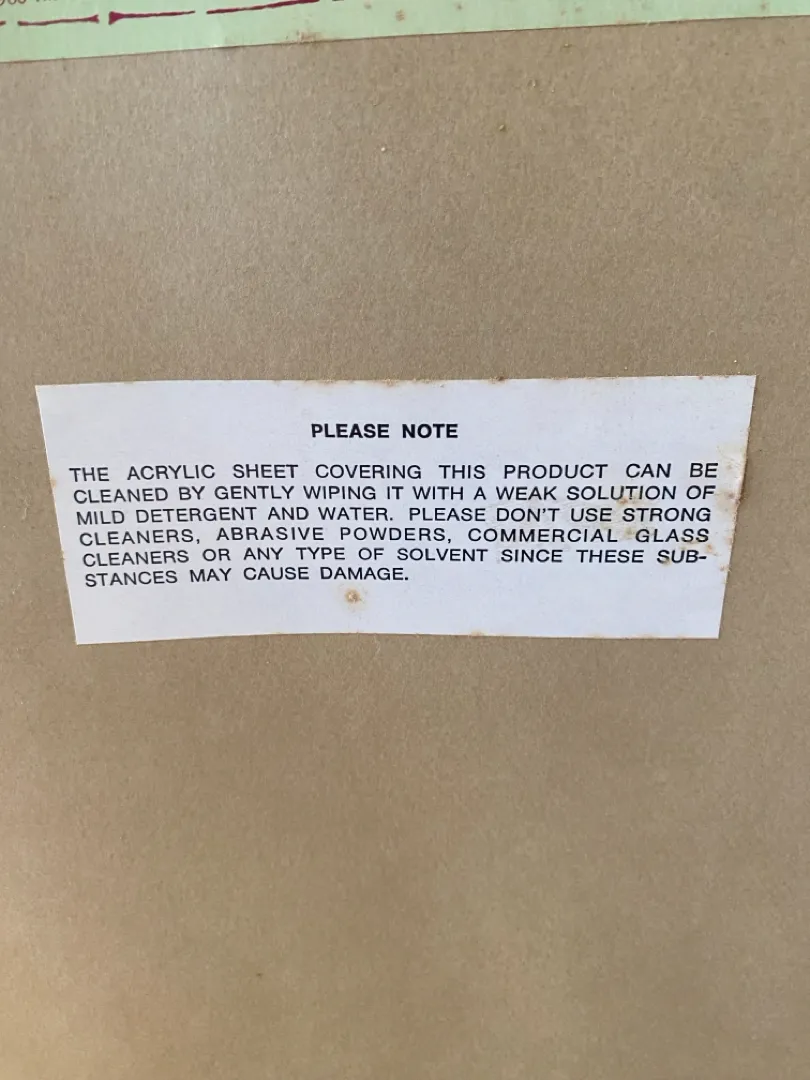 PLEASE NOTE
THE ACRYLIC SHEET COVERING THIS PRODUCT CAN BE
CLEANED BY GENTLY WIPING IT WITH A WEAK SOLUTION OF
MILD DETERGENT AND WATER. PLEASE DON'T USE STRONG
CLEANERS, ABRASIVE POWDERS, COMMERCIAL GLASS
CLEANERS OR ANY TYPE OF SOLVENT SINCE THESE SUB-
STANCES MAY CAUSE DAMAGE.